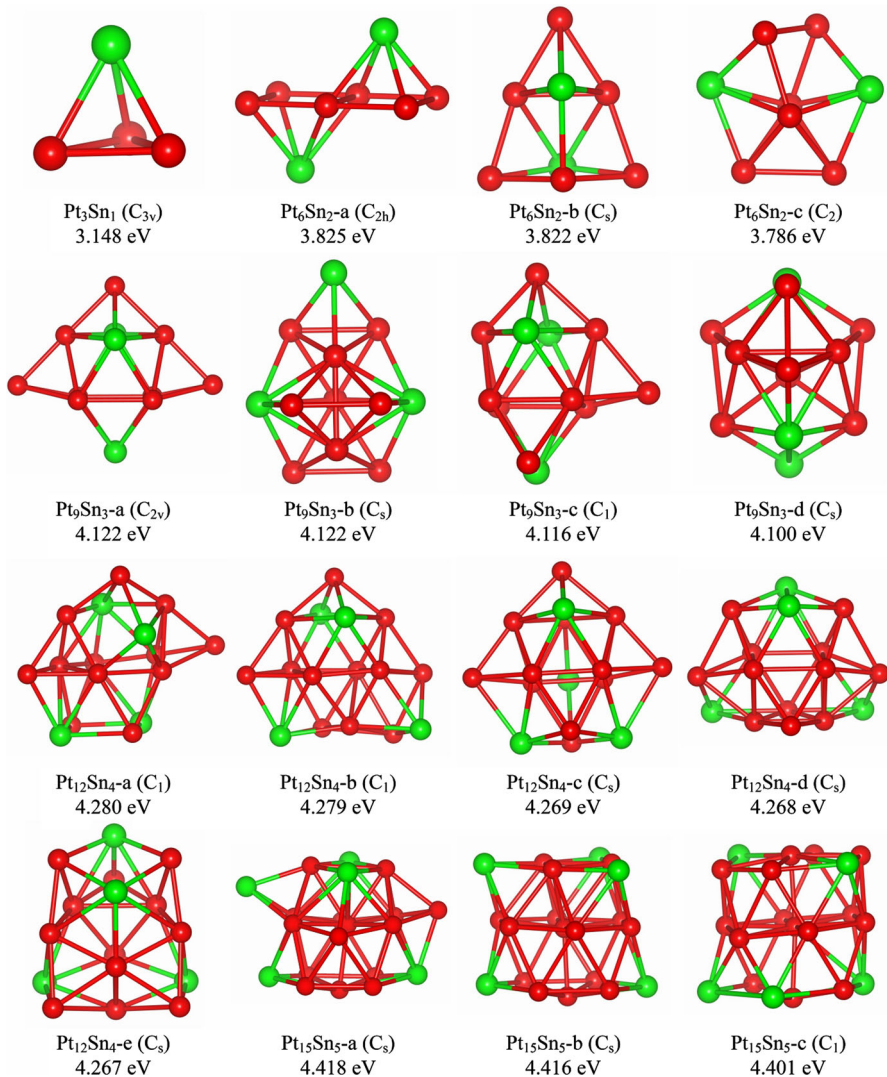 Pt₃Sn₁ (C₃ᵥ) Pt₆Sn₂-a (C₂ₕ) Pt₆Sn₂-b (Cₛ) Pt₆Sn₂-c (C₂)
3.148 eV 3.825 eV 3.822 eV 3.786 eV
Pt₉Sn₃-a (C₂ᵥ) Pt₉Sn₃-b (Cₛ) Pt₉Sn₃-c (C₁) Pt₉Sn₃-d (Cₛ)
4.122 eV 4.122 eV 4.116 eV 4.100 eV
Pt₁₂Sn₄-a (C₁) Pt₁₂Sn₄-b (C₁) Pt₁₂Sn₄-c (Cₛ) Pt₁₂Sn₄-d (Cₛ)
4.280 eV 4.279 eV 4.269 eV 4.268 eV
Pt₁₂Sn₄-e (Cₛ) Pt₁₅Sn₅-a (Cₛ) Pt₁₅Sn₅-b (Cₛ) Pt₁₅Sn₅-c (C₁)
4.267 eV 4.418 eV 4.416 eV 4.401 eV